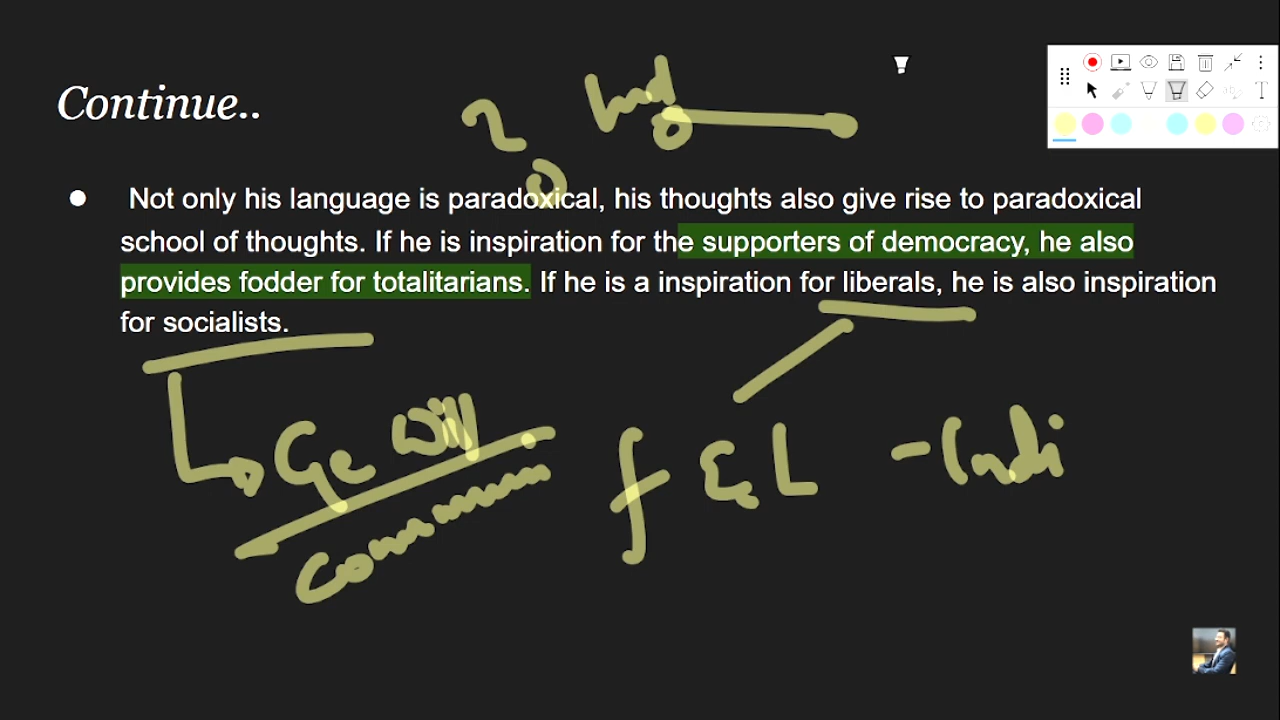 Continue..
● Not only his language is paradoxical, his thoughts also give rise to paradoxical
school of thoughts. If he is inspiration for the supporters of democracy, he also
provides fodder for totalitarians. If he is a inspiration for liberals, he is also inspiration
for socialists.
Ge Will
f E L - Indi